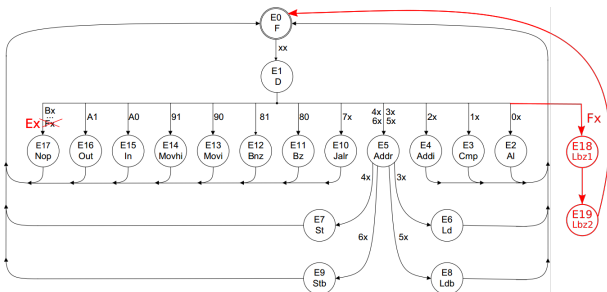 E0
F
xx
E1
D
Bx
...
Fx
Ex
A1
A0
91
90
81
80
7x
4x 3x
6x 5x
2x
1x
0x
Fx
E17
Nop
E16
Out
E15
In
E14
Movhi
E13
Movi
E12
Bnz
E11
Bz
E10
Jalr
E5
Addr
E4
Addi
E3
Cmp
E2
Al
E18
Lbz1
4x
3x
E7
St
E6
Ld
E19
Lbz2
6x
5x
E9
Stb
E8
Ldb